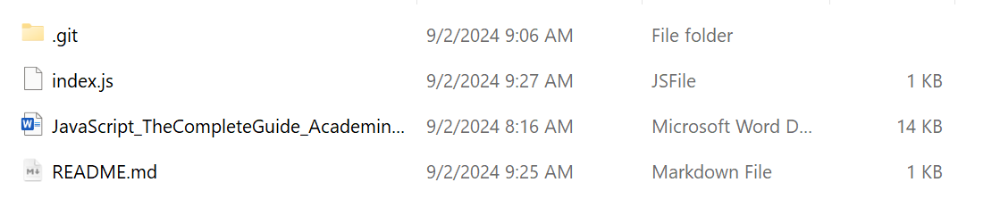 .git 9/2/2024 9:06 AM File folder
index.js 9/2/2024 9:27 AM JSFile 1 KB
JavaScript_TheCompleteGuide_Academin... 9/2/2024 8:16 AM Microsoft Word D... 14 KB
README.md 9/2/2024 9:25 AM Markdown File 1 KB